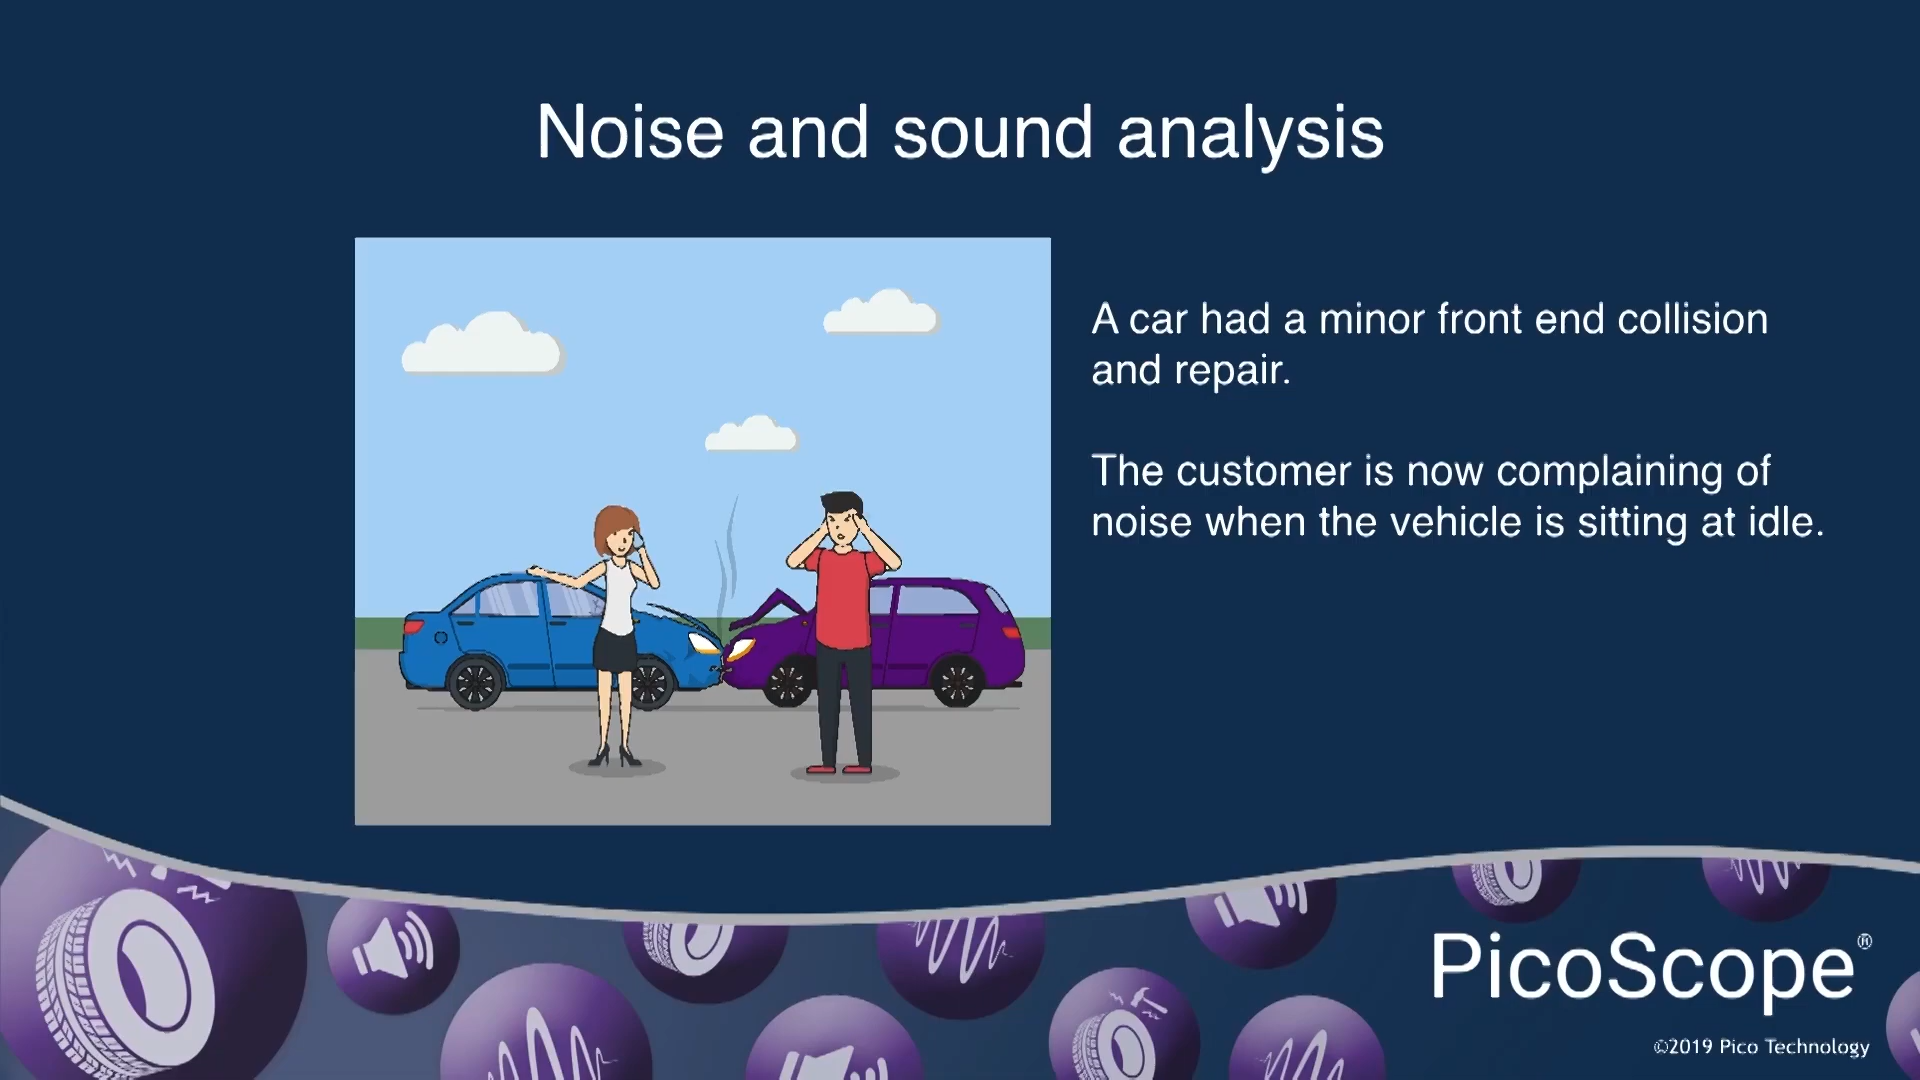 Noise and sound analysis
A car had a minor front end collision
and repair.
The customer is now complaining of
noise when the vehicle is sitting at idle.
PicoScope®
©2019 Pico Technology